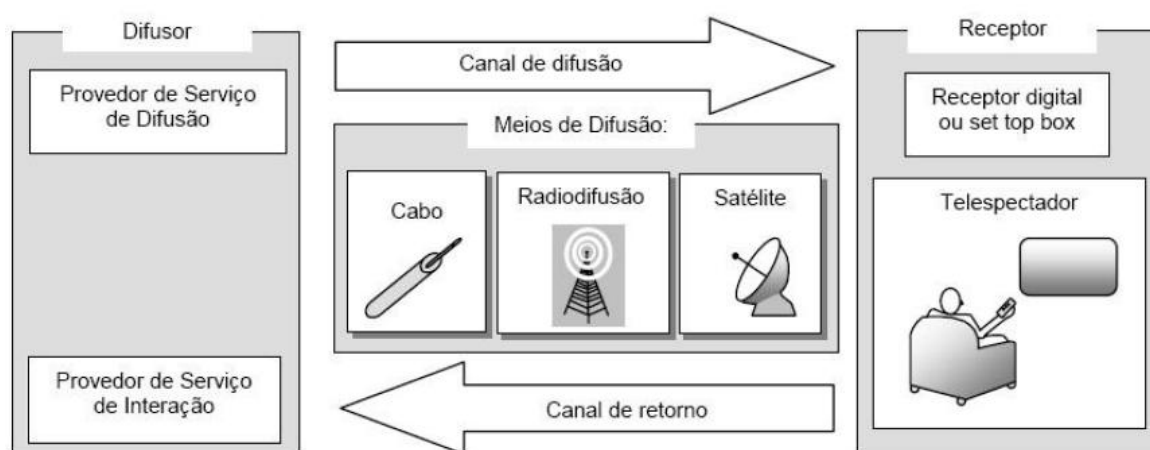 Difusor
Provedor de Serviço
de Difusão
Provedor de Serviço
de Interação
Canal de difusão
Meios de Difusão:
Cabo
Radiodifusão
Satélite
Canal de retorno
Receptor
Receptor digital
ou set top box
Telespectador